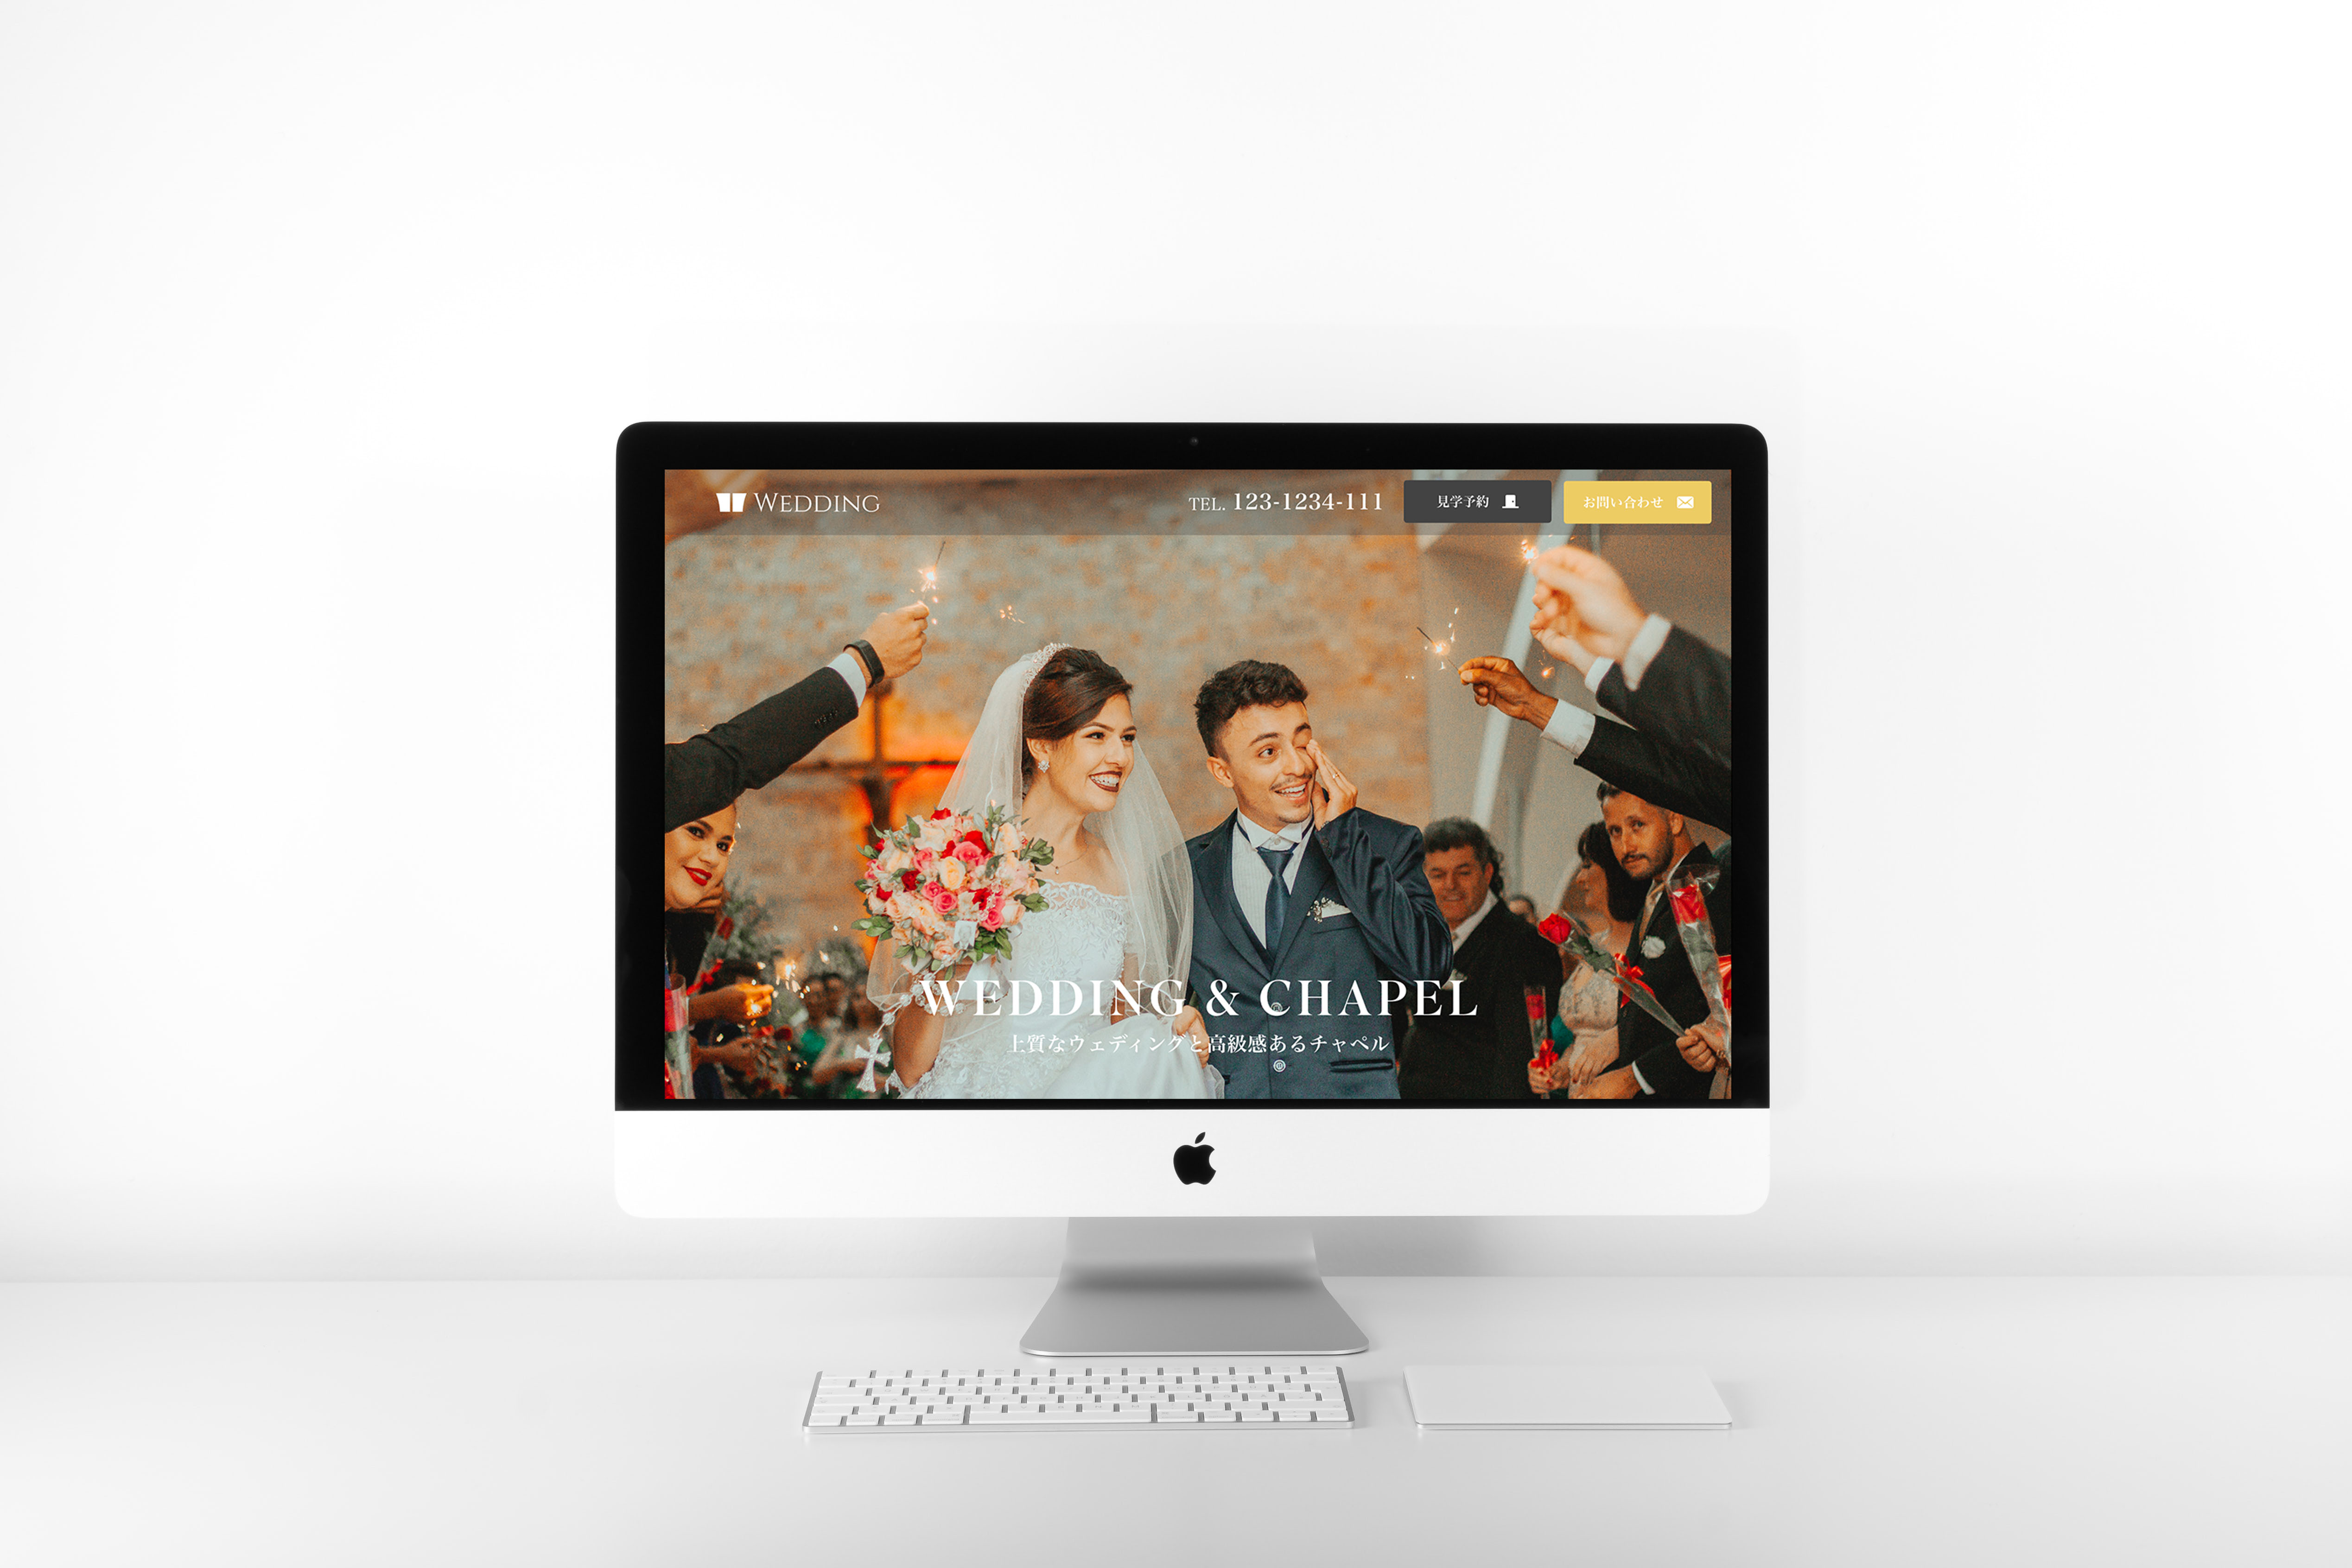 WEDDING
TEL. 123-1234-111
見学予約
お問い合わせ
WEDDING & CHAPEL
上質なウェディングと高級感あるチャペル